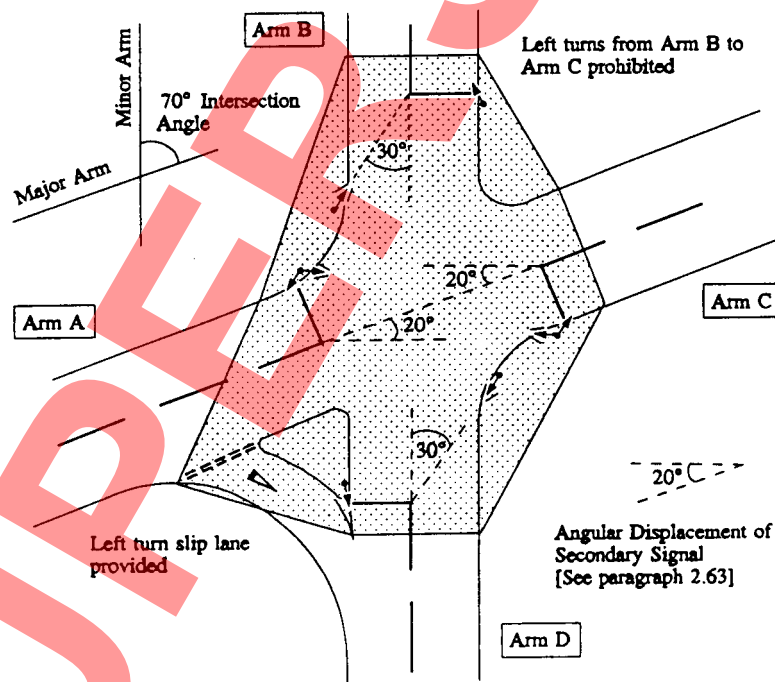 Arm B
Left turns from Arm B to
Arm C prohibited
Minor Arm
70° Intersection
Angle
Major Arm
30°
20°
Arm C
Arm A
20°
30°
20°
Left turn slip lane
provided
Angular Displacement of
Secondary Signal
[See paragraph 2.63]
Arm D
UPERS